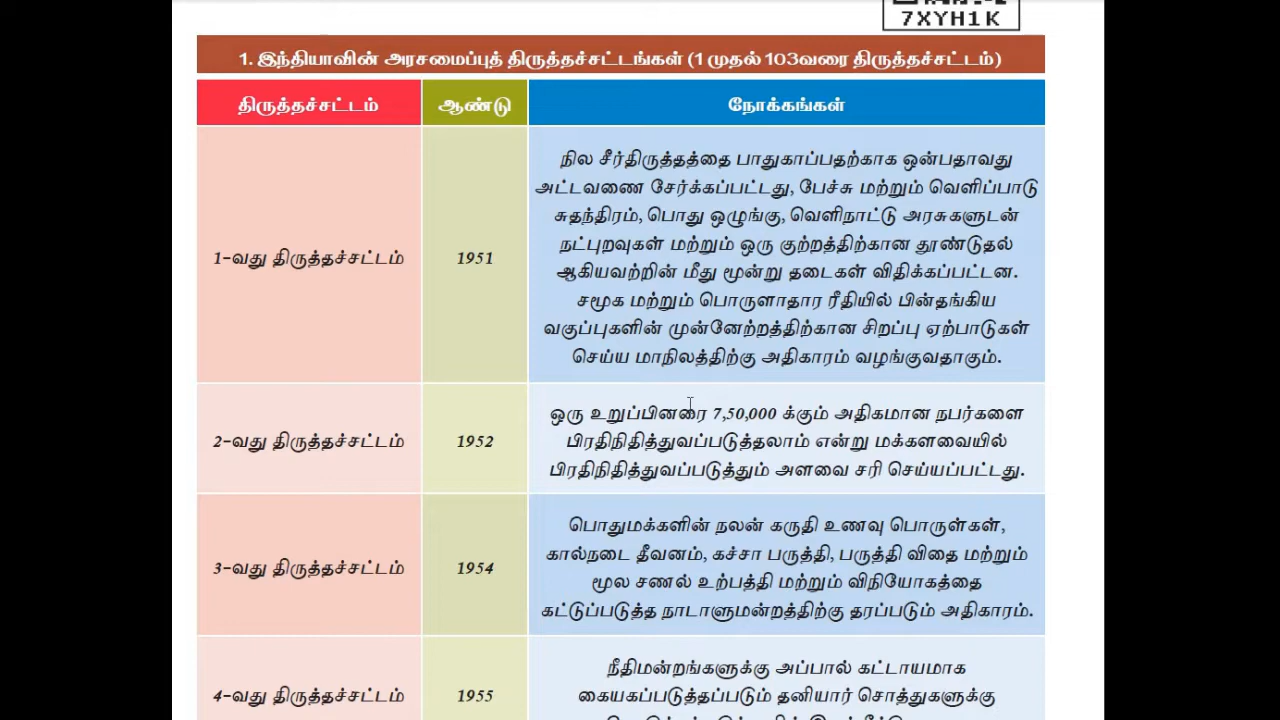 7XYH1K
1. இந்தியாவின் அரசமைப்புத் திருத்தச்சட்டங்கள் (1 முதல் 103வரை திருத்தச்சட்டம்)
திருத்தச்சட்டம் ஆண்டு நோக்கங்கள்
நில சீர்திருத்தத்தை பாதுகாப்பதற்காக ஒன்பதாவது
அட்டவணை சேர்க்கப்பட்டது, பேச்சு மற்றும் வெளிப்பாடு
சுதந்திரம், பொது ஒழுங்கு, வெளிநாட்டு அரசுகளுடன்
நட்புறவுகள் மற்றும் ஒரு குற்றத்திற்கான தூண்டுதல்
1-வது திருத்தச்சட்டம் 1951
ஆகியவற்றின் மீது மூன்று தடைகள் விதிக்கப்பட்டன.
சமூக மற்றும் பொருளாதார ரீதியில் பின்தங்கிய
வகுப்புகளின் முன்னேற்றத்திற்கான சிறப்பு ஏற்பாடுகள்
செய்ய மாநிலத்திற்கு அதிகாரம் வழங்குவதாகும்.
ஒரு உறுப்பினரை 7,50,000 க்கும் அதிகமான நபர்களை
2-வது திருத்தச்சட்டம் 1952 பிரதிநிதித்துவப்படுத்தலாம் என்று மக்களவையில்
பிரதிநிதித்துவப்படுத்தும் அளவை சரி செய்யப்பட்டது.
பொதுமக்களின் நலன் கருதி உணவு பொருள்கள்,
கால்நடை தீவனம், கச்சா பருத்தி, பருத்தி விதை மற்றும்
3-வது திருத்தச்சட்டம் 1954
மூல சணல் உற்பத்தி மற்றும் விநியோகத்தை
கட்டுப்படுத்த நாடாளுமன்றத்திற்கு தரப்படும் அதிகாரம்.
நீதிமன்றங்களுக்கு அப்பால் கட்டாயமாக
4-வது திருத்தச்சட்டம் 1955 கையகப்படுத்தப்படும் தனியார் சொத்துகளுக்கு